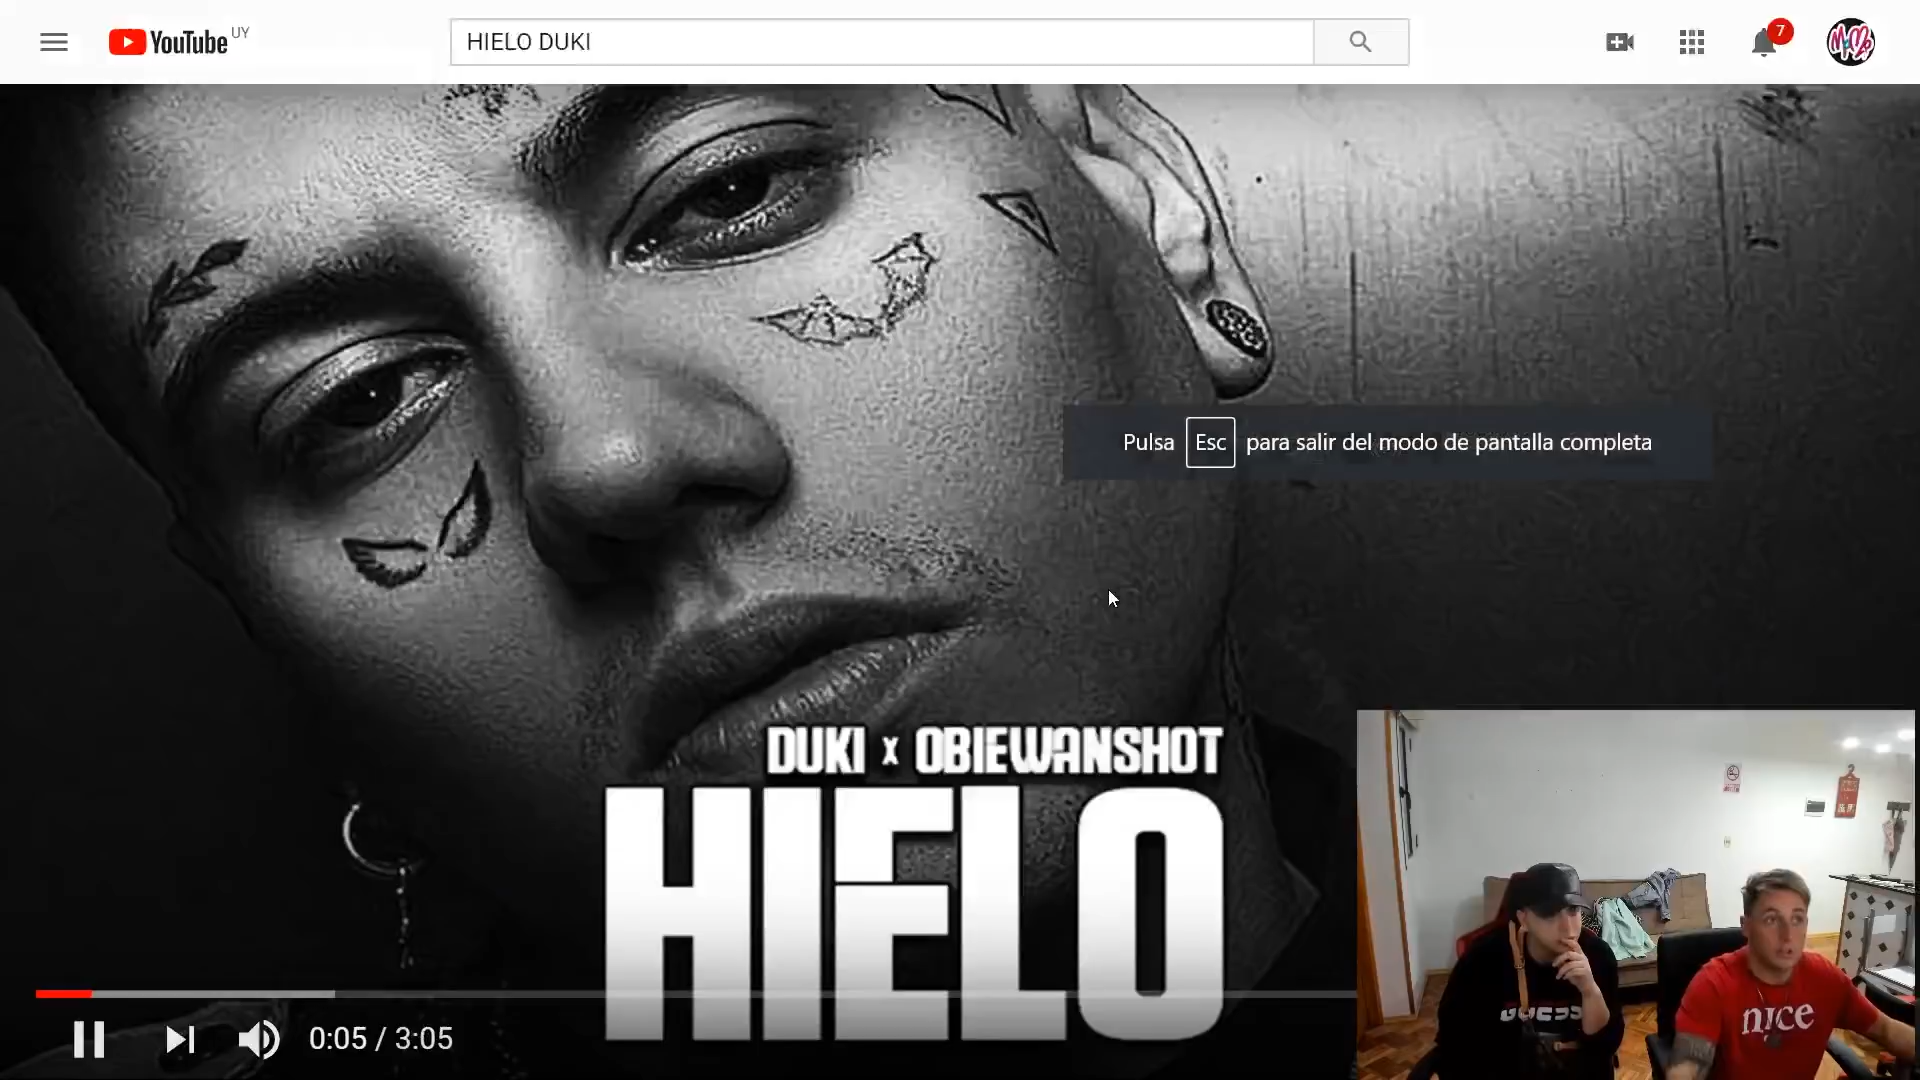 YouTube UY
HIELO DUKI
7
Pulsa Esc para salir del modo de pantalla completa
DUKI x OBIEWANSHOT
HIELO
0:05 / 3:05
nice